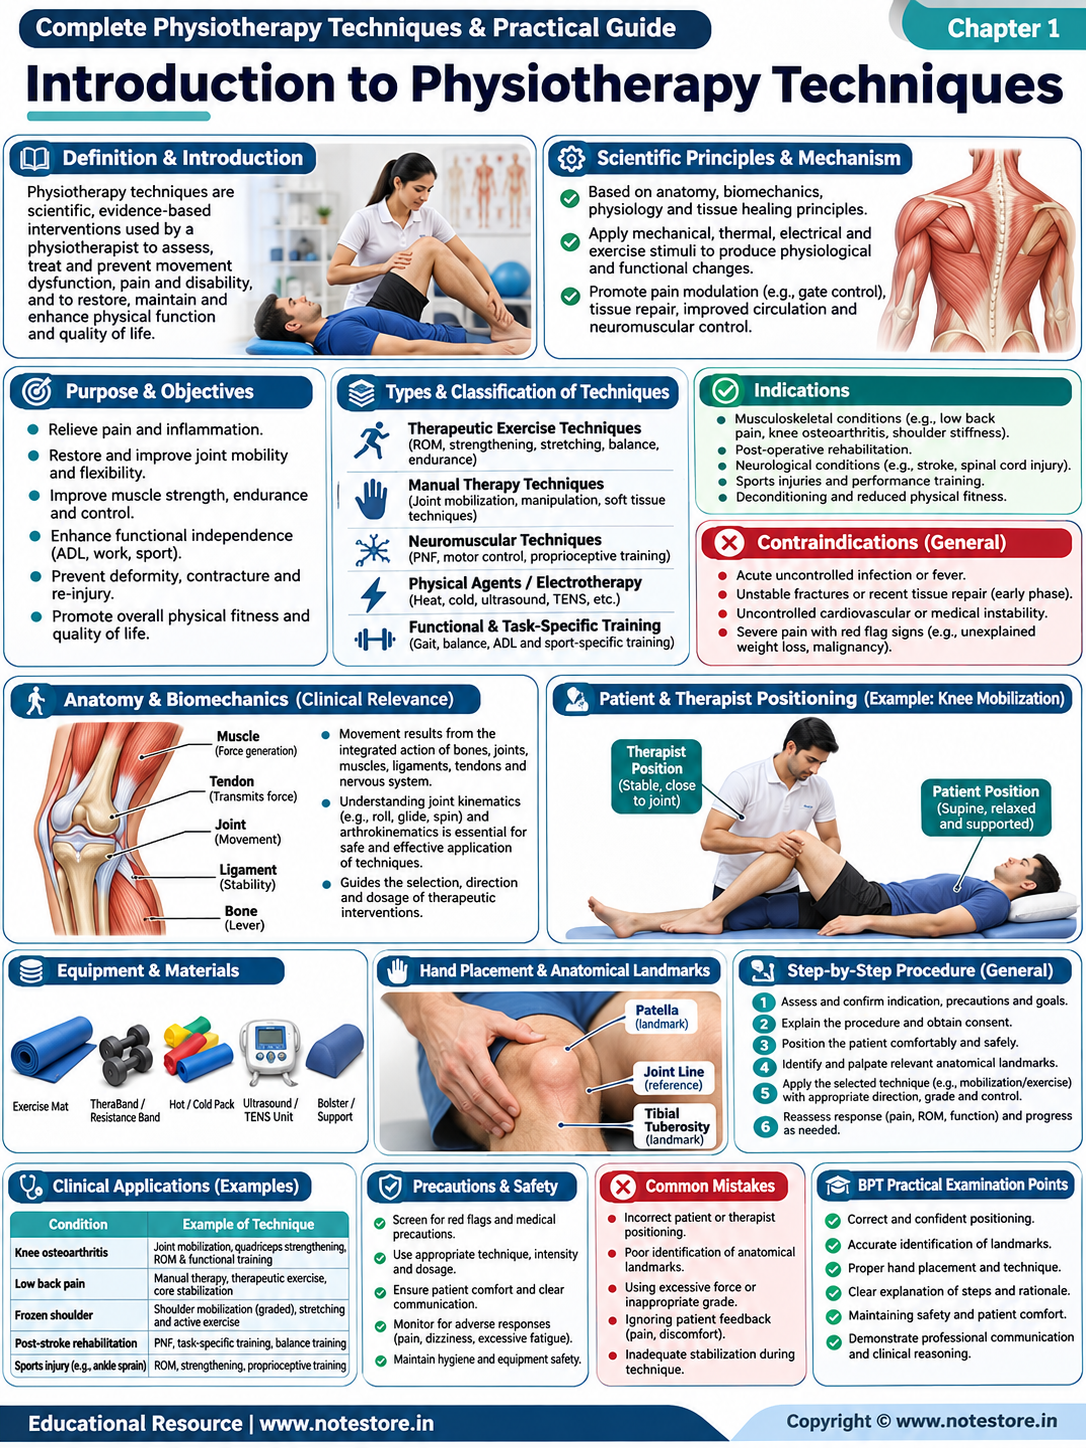 Complete Physiotherapy Techniques & Practical Guide
Chapter 1
Introduction to Physiotherapy Techniques
Definition & Introduction
Physiotherapy techniques are
scientific, evidence-based
interventions used by a
physiotherapist to assess,
treat and prevent movement
dysfunction, pain and disability,
and to restore, maintain and
enhance physical function
and quality of life.
Scientific Principles & Mechanism
Based on anatomy, biomechanics,
physiology and tissue healing principles.
Apply mechanical, thermal, electrical and
exercise stimuli to produce physiological
and functional changes.
Promote pain modulation (e.g., gate control),
tissue repair, improved circulation and
neuromuscular control.
Purpose & Objectives
Relieve pain and inflammation.
Restore and improve joint mobility
and flexibility.
Improve muscle strength, endurance
and control.
Enhance functional independence
(ADL, work, sport).
Prevent deformity, contracture and
re-injury.
Promote overall physical fitness and
quality of life.
Types & Classification of Techniques
Therapeutic Exercise Techniques
(ROM, strengthening, stretching, balance,
endurance)
Manual Therapy Techniques
(Joint mobilization, manipulation, soft tissue
techniques)
Neuromuscular Techniques
(PNF, motor control, proprioceptive training)
Physical Agents / Electrotherapy
(Heat, cold, ultrasound, TENS, etc.)
Functional & Task-Specific Training
(Gait, balance, ADL and sport-specific training)
Indications
Musculoskeletal conditions (e.g., low back
pain, knee osteoarthritis, shoulder stiffness).
Post-operative rehabilitation.
Neurological conditions (e.g., stroke, spinal cord injury).
Sports injuries and performance training.
Deconditioning and reduced physical fitness.
Contraindications (General)
Acute uncontrolled infection or fever.
Unstable fractures or recent tissue repair (early phase).
Uncontrolled cardiovascular or medical instability.
Severe pain with red flag signs (e.g., unexplained
weight loss, malignancy).
Anatomy & Biomechanics (Clinical Relevance)
Muscle
(Force generation)
Tendon
(Transmits force)
Joint
(Movement)
Ligament
(Stability)
Bone
(Lever)
Movement results from the
integrated action of bones, joints,
muscles, ligaments, tendons and
nervous system.
Understanding joint kinematics
(e.g., roll, glide, spin) and
arthrokinematics is essential for
safe and effective application
of techniques.
Guides the selection, direction
and dosage of therapeutic
interventions.
Patient & Therapist Positioning (Example: Knee Mobilization)
Therapist
Position
(Stable, close
to joint)
Patient Position
(Supine, relaxed
and supported)
Equipment & Materials
Exercise Mat
TheraBand /
Resistance Band
Hot / Cold Pack
Ultrasound /
TENS Unit
Bolster /
Support
Hand Placement & Anatomical Landmarks
Patella
(landmark)
Joint Line
(reference)
Tibial
Tuberosity
(landmark)
Step-by-Step Procedure (General)
1 Assess and confirm indication, precautions and goals.
2 Explain the procedure and obtain consent.
3 Position the patient comfortably and safely.
4 Identify and palpate relevant anatomical landmarks.
5 Apply the selected technique (e.g., mobilization/exercise)
with appropriate direction, grade and control.
6 Reassess response (pain, ROM, function) and progress
as needed.
Clinical Applications (Examples)
Condition Example of Technique
Knee osteoarthritis Joint mobilization, quadriceps strengthening,
ROM & functional training
Low back pain Manual therapy, therapeutic exercise,
core stabilization
Frozen shoulder Shoulder mobilization (graded), stretching
and active exercise
Post-stroke rehabilitation PNF, task-specific training, balance training
Sports injury (e.g., ankle sprain) ROM, strengthening, proprioceptive training
Precautions & Safety
Screen for red flags and medical
precautions.
Use appropriate technique, intensity
and dosage.
Ensure patient comfort and clear
communication.
Monitor for adverse responses
(pain, dizziness, excessive fatigue).
Maintain hygiene and equipment safety.
Common Mistakes
Incorrect patient or therapist
positioning.
Poor identification of anatomical
landmarks.
Using excessive force or
inappropriate grade.
Ignoring patient feedback
(pain, discomfort).
Inadequate stabilization during
technique.
BPT Practical Examination Points
Correct and confident positioning.
Accurate identification of landmarks.
Proper hand placement and technique.
Clear explanation of steps and rationale.
Maintaining safety and patient comfort.
Demonstrate professional communication
and clinical reasoning.
Educational Resource | www.notestore.in
Copyright © www.notestore.in